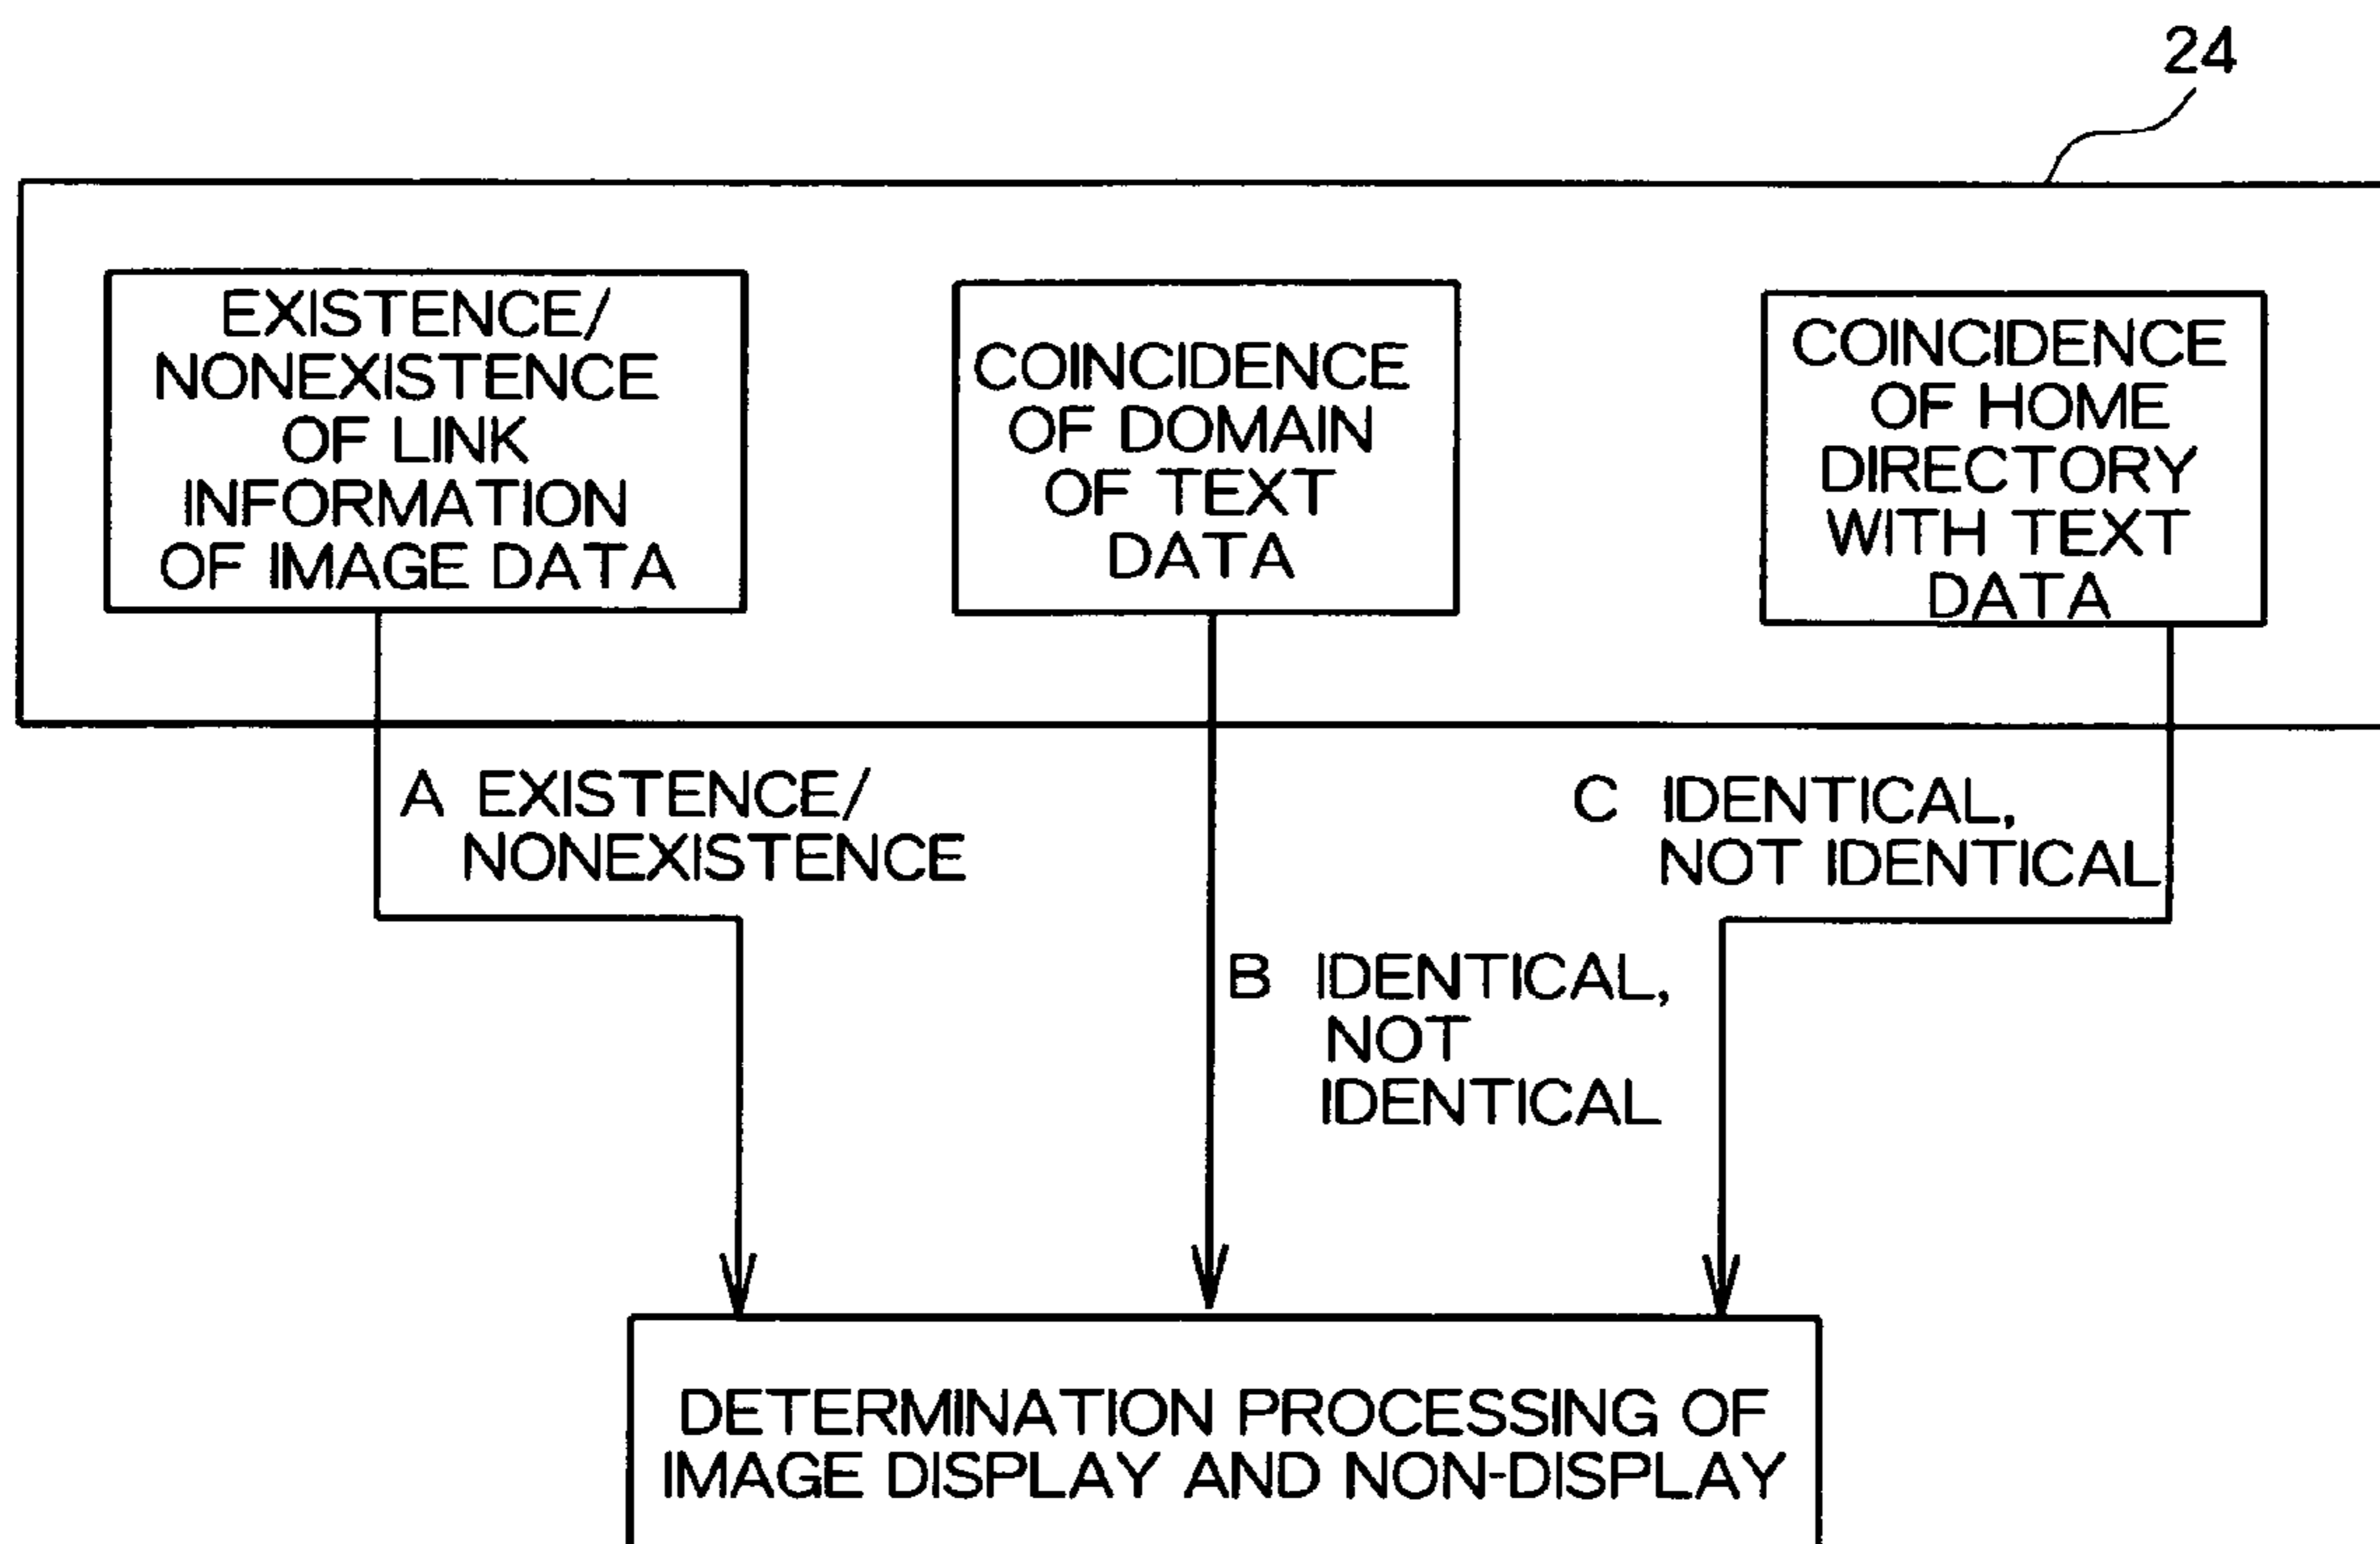 24
EXISTENCE/
NONEXISTENCE
OF LINK
INFORMATION
OF IMAGE DATA
COINCIDENCE
OF DOMAIN
OF TEXT
DATA
COINCIDENCE
OF HOME
DIRECTORY
WITH TEXT
DATA
A EXISTENCE/
NONEXISTENCE
C IDENTICAL,
NOT IDENTICAL
B IDENTICAL,
NOT
IDENTICAL
DETERMINATION PROCESSING OF
IMAGE DISPLAY AND NON-DISPLAY